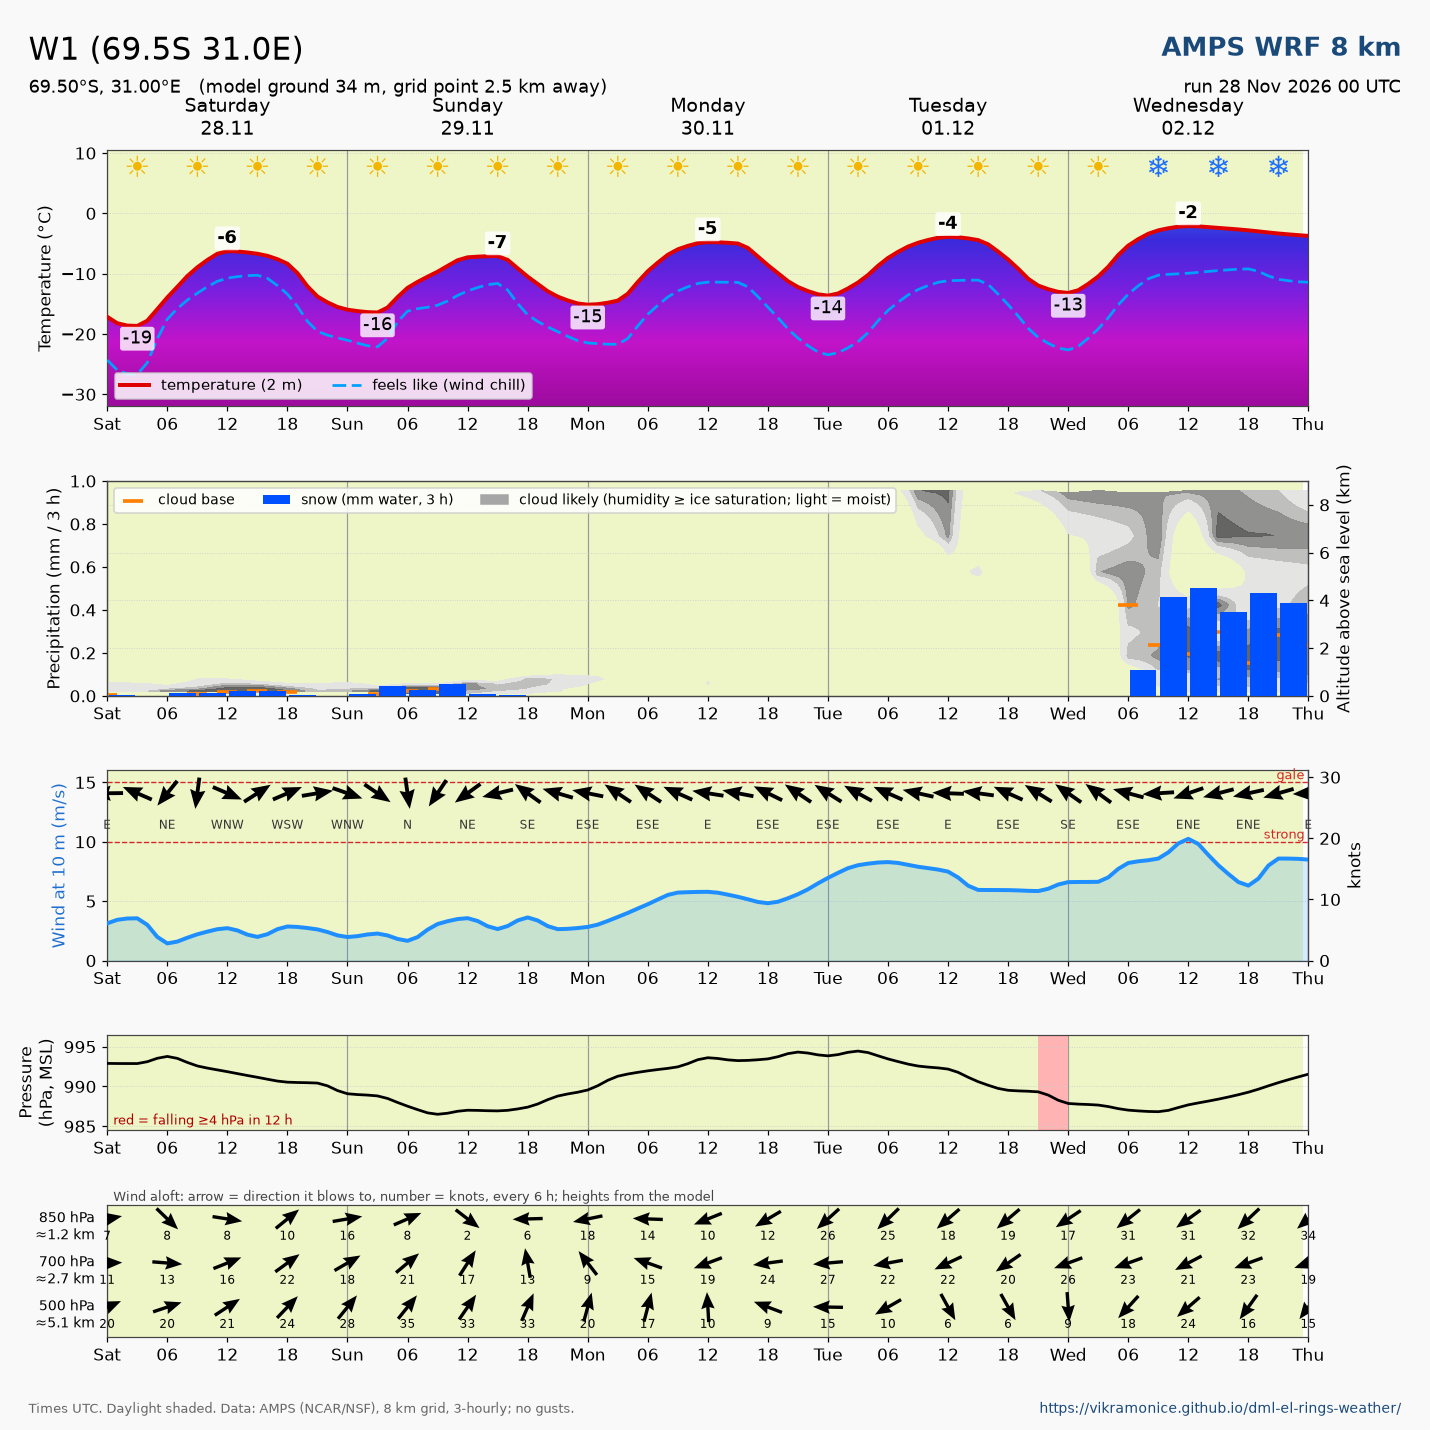 W1 (69.5S 31.0E)
AMPS WRF 8 km
69.50°S, 31.00°E (model ground 34 m, grid point 2.5 km away)
run 28 Nov 2026 00 UTC
Saturday Sunday Monday Tuesday Wednesday
28.11 29.11 30.11 01.12 02.12
Temperature (°C)
10
0
−10
−20
−30
-6 -7 -5 -4 -2
-19 -16 -15 -14 -13
temperature (2 m) feels like (wind chill)
Sat 06 12 18 Sun 06 12 18 Mon 06 12 18 Tue 06 12 18 Wed 06 12 18 Thu
Precipitation (mm / 3 h)
1.0
0.8
0.6
0.4
0.2
0.0
cloud base snow (mm water, 3 h) cloud likely (humidity ≥ ice saturation; light = moist)
8
6
4
2
0
Altitude above sea level (km)
Sat 06 12 18 Sun 06 12 18 Mon 06 12 18 Tue 06 12 18 Wed 06 12 18 Thu
Wind at 10 m (m/s)
15
10
5
0
gale
E NE WNW WSW WNW N NE SE ESE ESE E ESE ESE ESE E ESE SE ESE ENE ENE E
strong
30
20
10
0
knots
Sat 06 12 18 Sun 06 12 18 Mon 06 12 18 Tue 06 12 18 Wed 06 12 18 Thu
Pressure
(hPa, MSL)
995
990
985
red = falling ≥4 hPa in 12 h
Sat 06 12 18 Sun 06 12 18 Mon 06 12 18 Tue 06 12 18 Wed 06 12 18 Thu
Wind aloft: arrow = direction it blows to, number = knots, every 6 h; heights from the model
850 hPa
≈1.2 km 7 8 8 10 16 8 2 6 18 14 10 12 26 25 18 19 17 31 31 32 34
700 hPa
≈2.7 km 11 13 16 22 18 21 17 13 9 15 19 24 27 22 22 20 26 23 21 23 19
500 hPa
≈5.1 km 20 20 21 24 28 35 33 33 20 17 10 9 15 10 6 6 9 18 24 16 15
Sat 06 12 18 Sun 06 12 18 Mon 06 12 18 Tue 06 12 18 Wed 06 12 18 Thu
Times UTC. Daylight shaded. Data: AMPS (NCAR/NSF), 8 km grid, 3-hourly; no gusts.
https://vikramonice.github.io/dml-el-rings-weather/